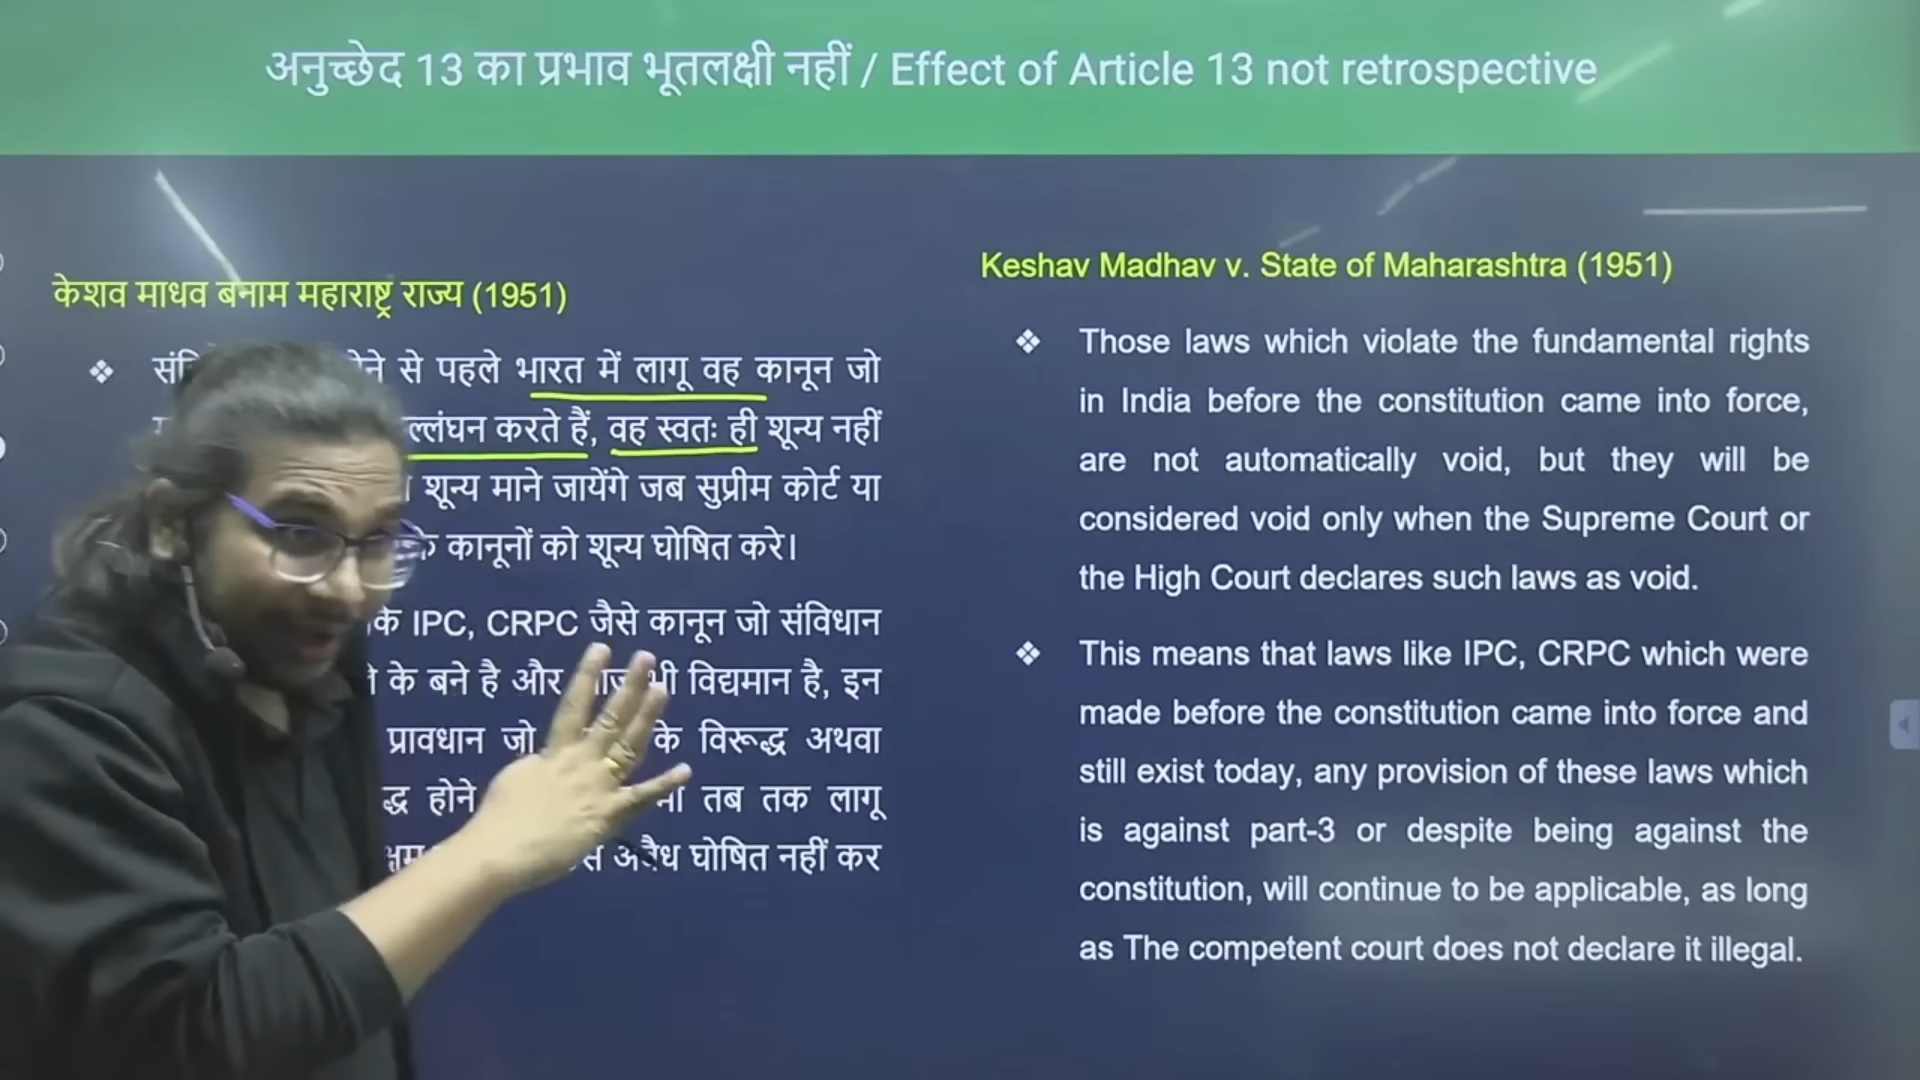 अनुच्छेद 13 का प्रभाव भूतलक्षी नहीं / Effect of Article 13 not retrospective
केशव माधव बनाम महाराष्ट्र राज्य (1951)
से पहले भारत में लागू वह कानून जो
करते हैं, वह स्वतः ही शून्य नहीं
शून्य माने जायेंगे जब सुप्रीम कोर्ट या
कानूनों को शून्य घोषित करे।
IPC, CRPC जैसे कानून जो संविधान
के बने है और भी विद्यमान है, इन
प्रावधान जो के विरूद्ध अथवा
होने तब तक लागू
अवैध घोषित नहीं कर
Keshav Madhav v. State of Maharashtra (1951)
❖ Those laws which violate the fundamental rights
in India before the constitution came into force,
are not automatically void, but they will be
considered void only when the Supreme Court or
the High Court declares such laws as void.
❖ This means that laws like IPC, CRPC which were
made before the constitution came into force and
still exist today, any provision of these laws which
is against part-3 or despite being against the
constitution, will continue to be applicable, as long
as The competent court does not declare it illegal.